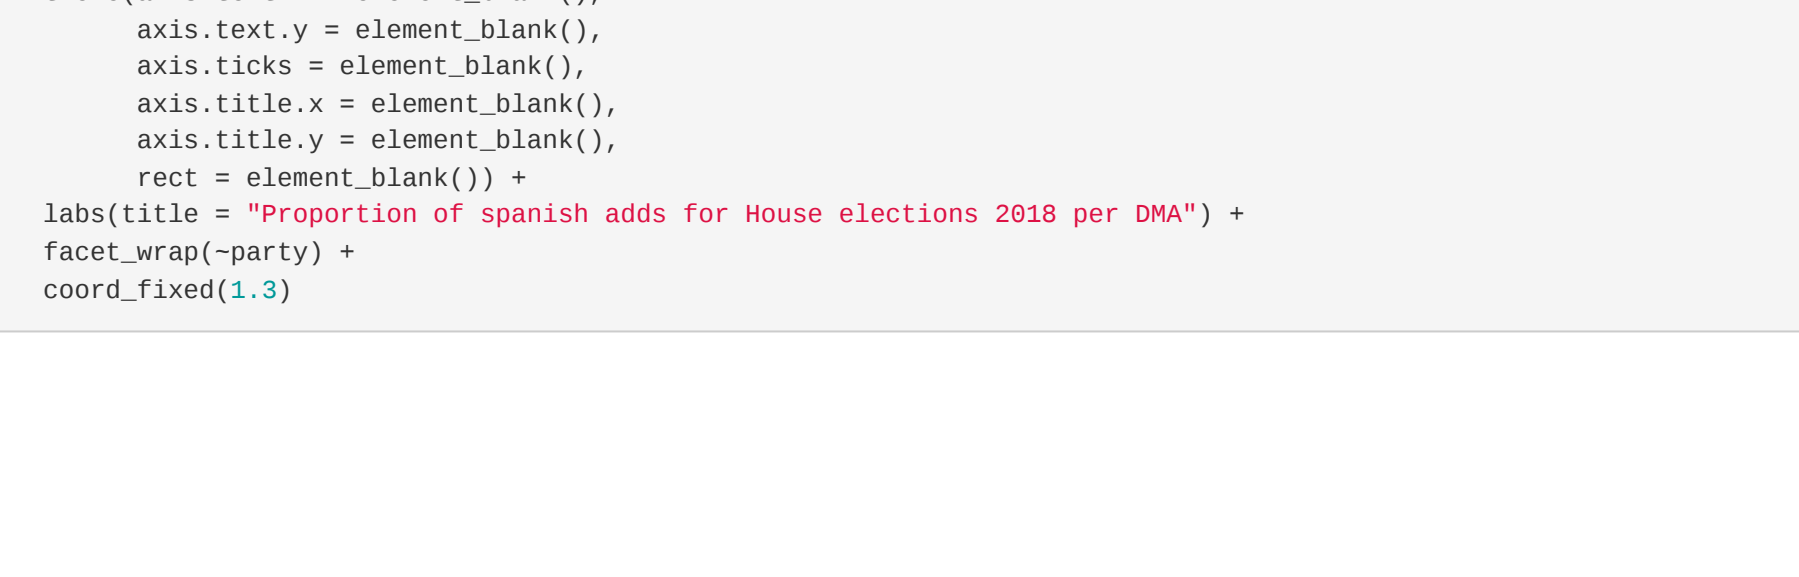 axis.text.y = element_blank(),
axis.ticks = element_blank(),
axis.title.x = element_blank(),
axis.title.y = element_blank(),
rect = element_blank()) +
labs(title = "Proportion of spanish adds for House elections 2018 per DMA") +
facet_wrap(~party) +
coord_fixed(1.3)